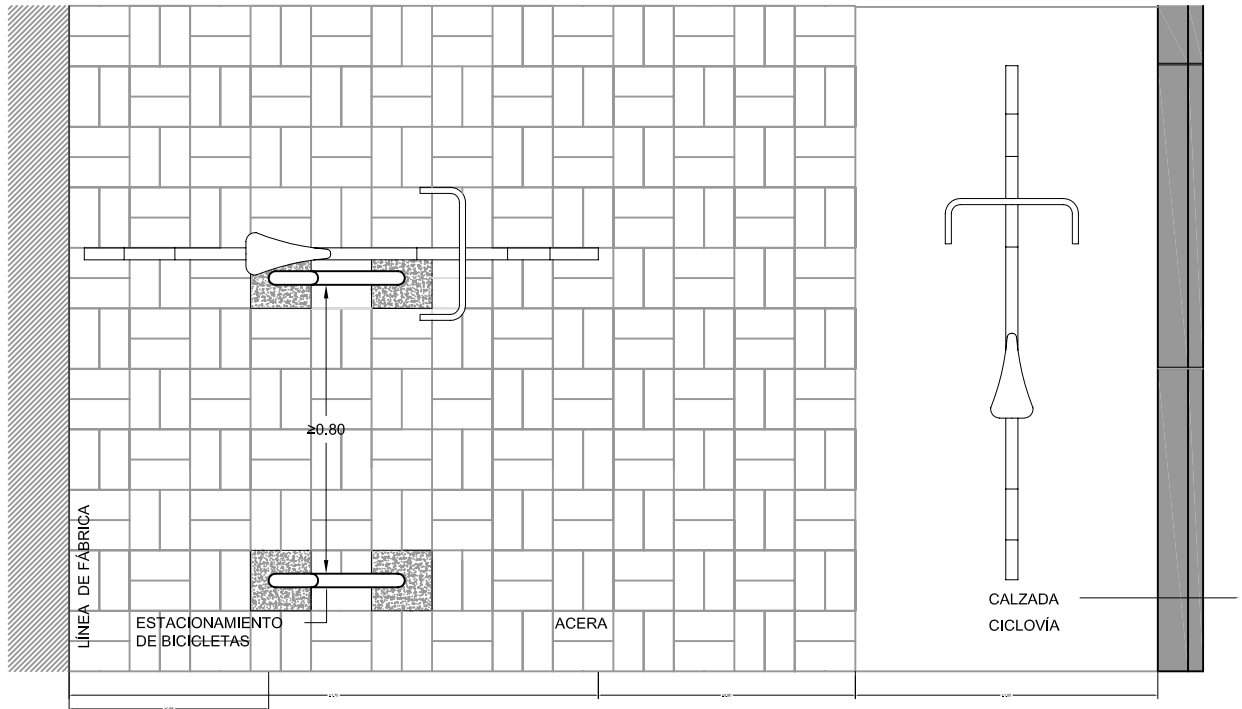 ≥0.80
LÍNEA DE FÁBRICA
ESTACIONAMIENTO
DE BICICLETAS
ACERA
CALZADA
CICLOVÍA